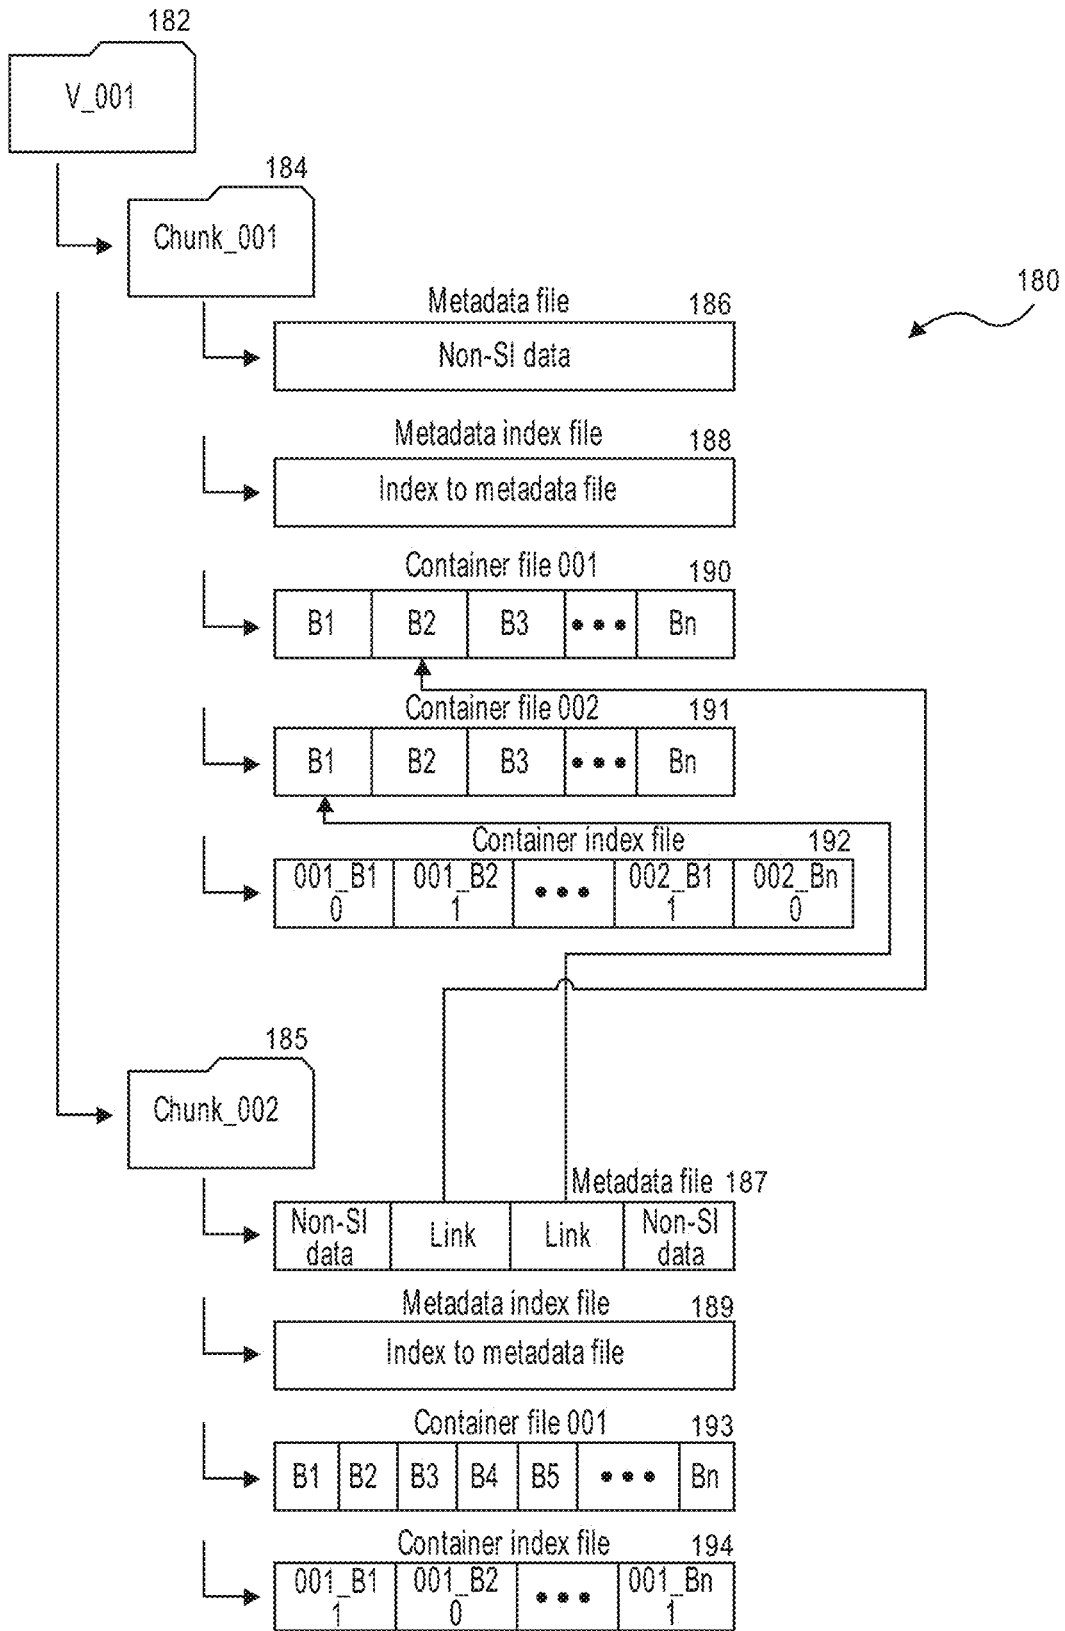 182
V_001
184
Chunk_001
180
Metadata file 186
Non-SI data
Metadata index file 188
Index to metadata file
Container file 001 190
B1 B2 B3 ••• Bn
Container file 002 191
B1 B2 B3 ••• Bn
Container index file 192
001_B1 001_B2 ••• 002_B1 002_Bn
0 1 1 0
185
Chunk_002
Metadata file 187
Non-SI Link Link Non-SI
data data
Metadata index file 189
Index to metadata file
Container file 001 193
B1 B2 B3 B4 B5 ••• Bn
Container index file 194
001_B1 001_B2 ••• 001_Bn
1 0 1